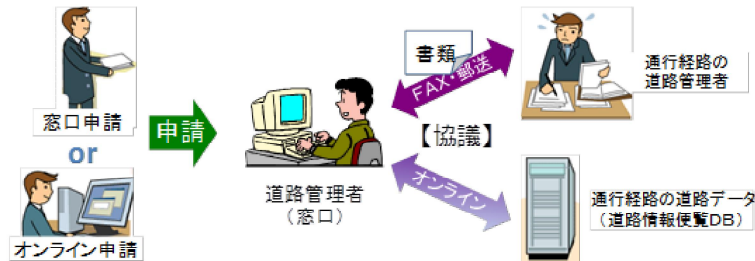 窓口申請
or
オンライン申請
申請
道路管理者
（窓口）
書類
FAX・郵送
【協議】
オンライン
通行経路の
道路管理者
通行経路の道路データ
（道路情報便覧DB）